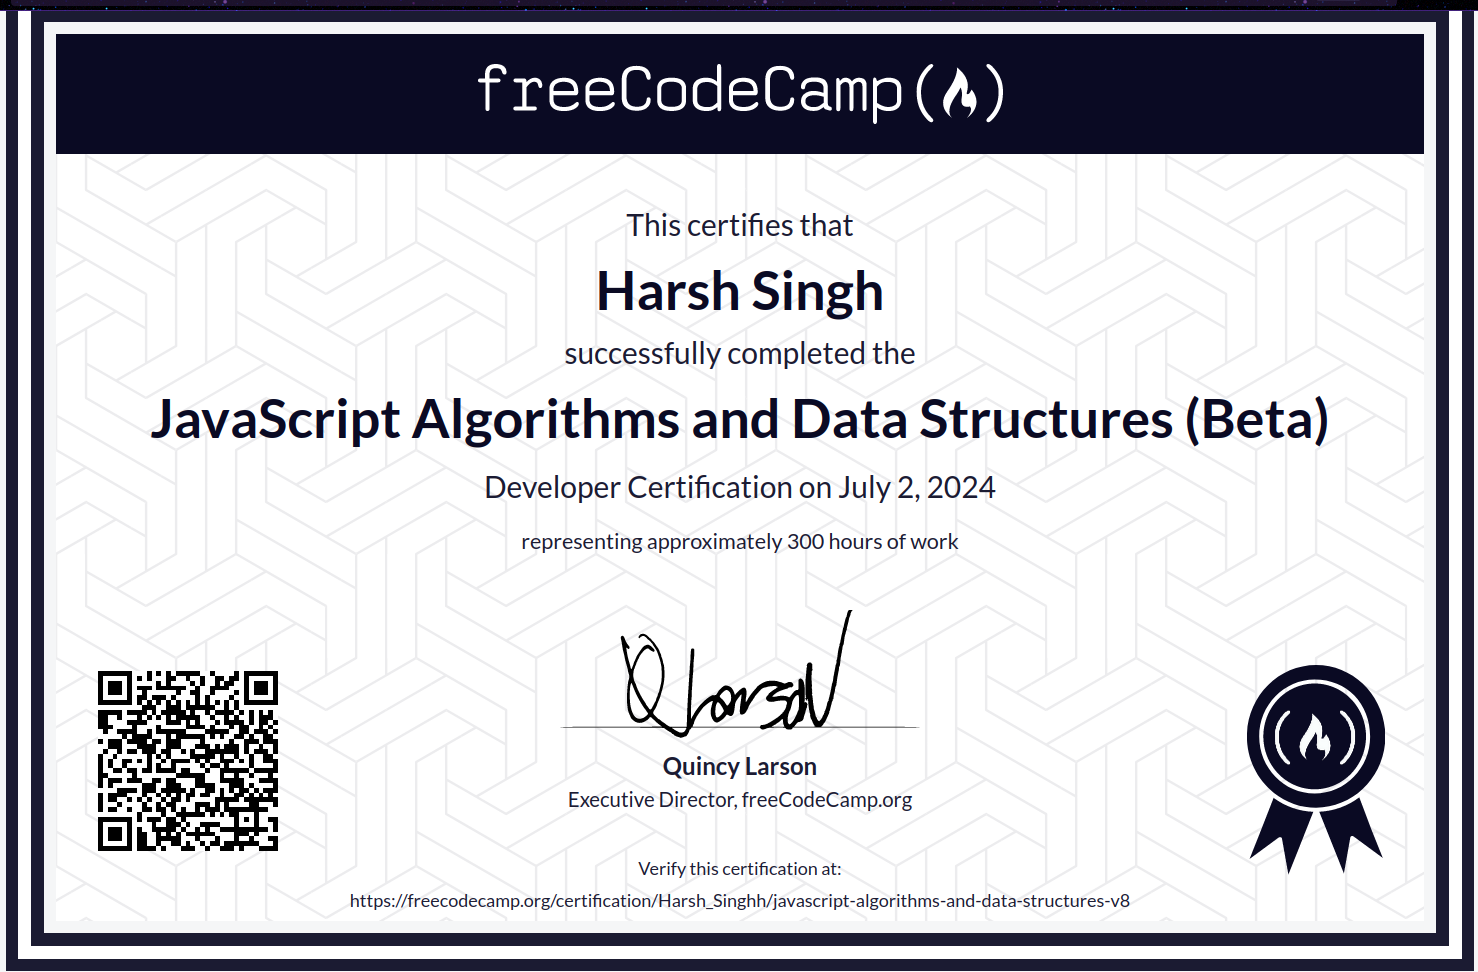 freeCodeCamp
This certifies that
Harsh Singh
successfully completed the
JavaScript Algorithms and Data Structures (Beta)
Developer Certification on July 2, 2024
representing approximately 300 hours of work
Quincy Larson
Executive Director, freeCodeCamp.org
Verify this certification at:
https://freecodecamp.org/certification/Harsh_Singhh/javascript-algorithms-and-data-structures-v8